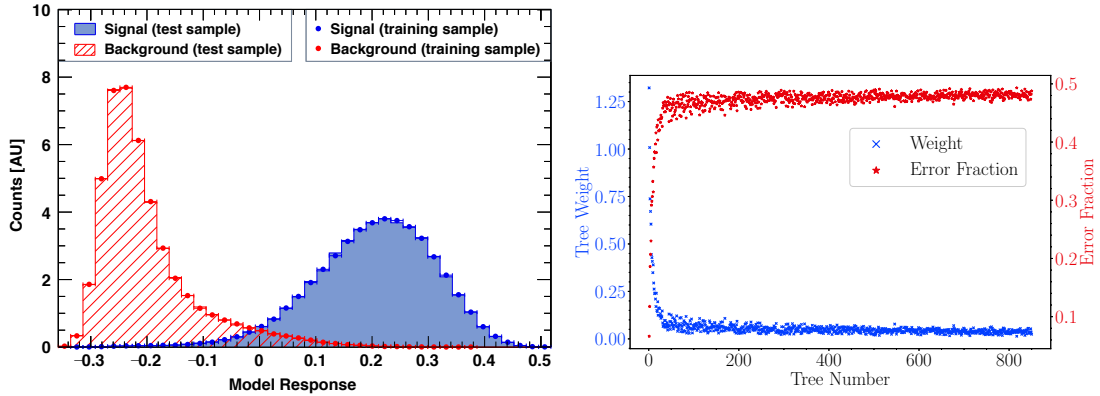 Signal (test sample)
Background (test sample)
Signal (training sample)
Background (training sample)
10
8
6
4
2
0
Counts [AU]
-0.3 -0.2 -0.1 0 0.1 0.2 0.3 0.4 0.5
Model Response
1.25
1.00
0.75
0.50
0.25
0.00
Tree Weight
Weight
Error Fraction
0.5
0.4
0.3
0.2
0.1
Error Fraction
0 200 400 600 800
Tree Number